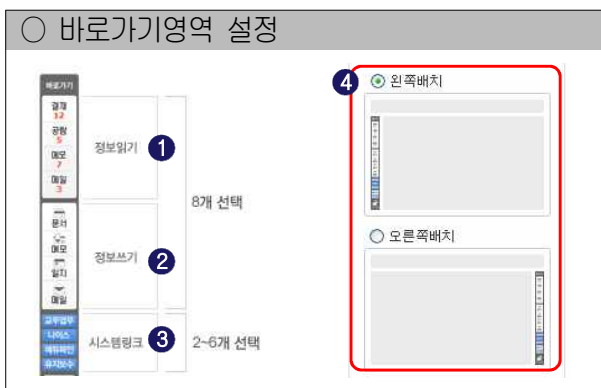 ○ 바로가기영역 설정
바로가기
결재
12
공람
5
메모
7
메일
3
정보읽기 1
8개 선택
문서
메모
일지
메일
정보쓰기 2
교무업무
나이스
에듀파인
유지보수
시스템링크 3
2~6개 선택
4 왼쪽배치
오른쪽배치